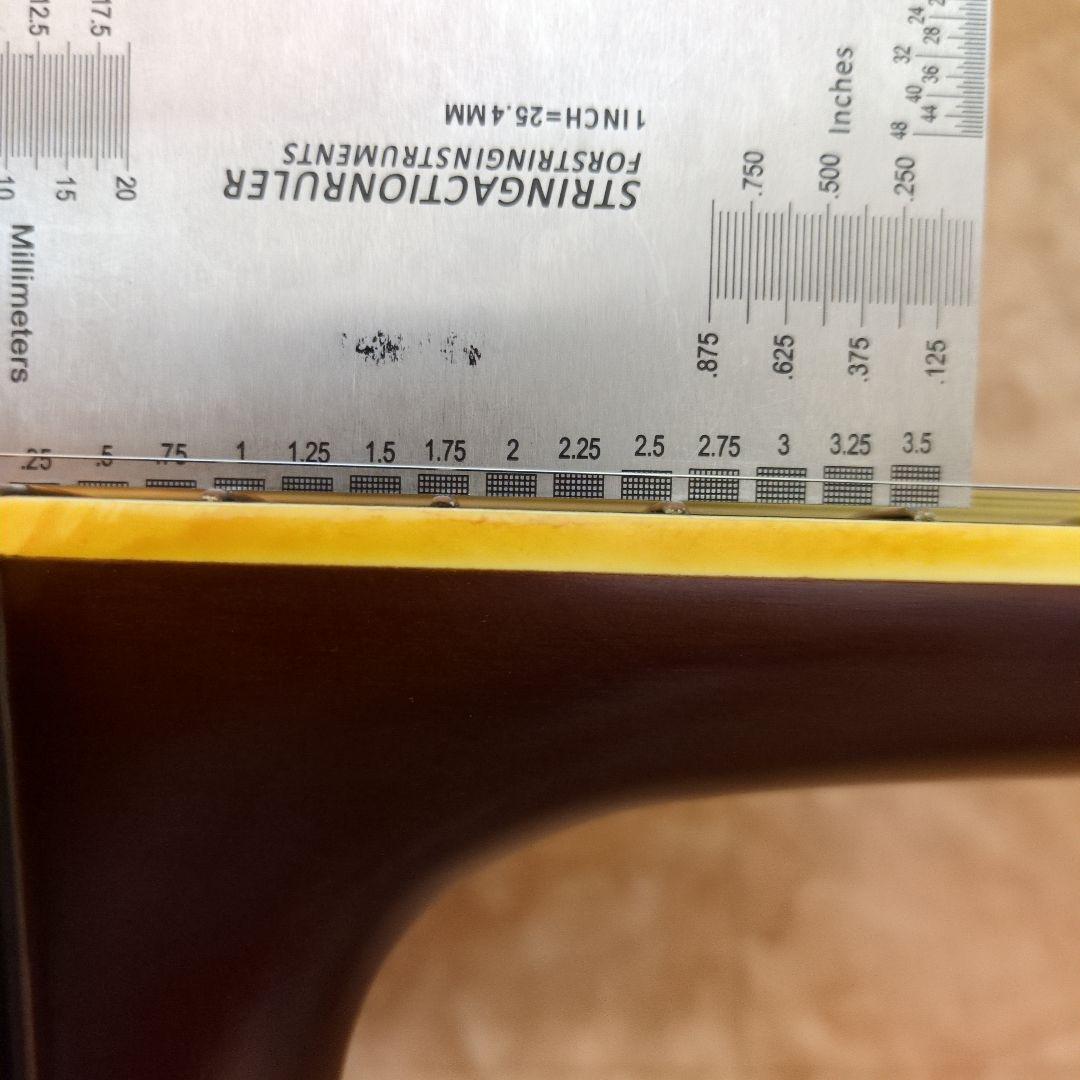 12.5 17.5
10 15 20
Millimeters
STRINGACTIONRULER
FORSTRINGINSTRUMENTS
1INCH=25.4MM
Inches
24
28
32
36
40
44
48
.750 .500 .250
.875 .625 .375 .125
.25 .5 .75 1 1.25 1.5 1.75 2 2.25 2.5 2.75 3 3.25 3.5